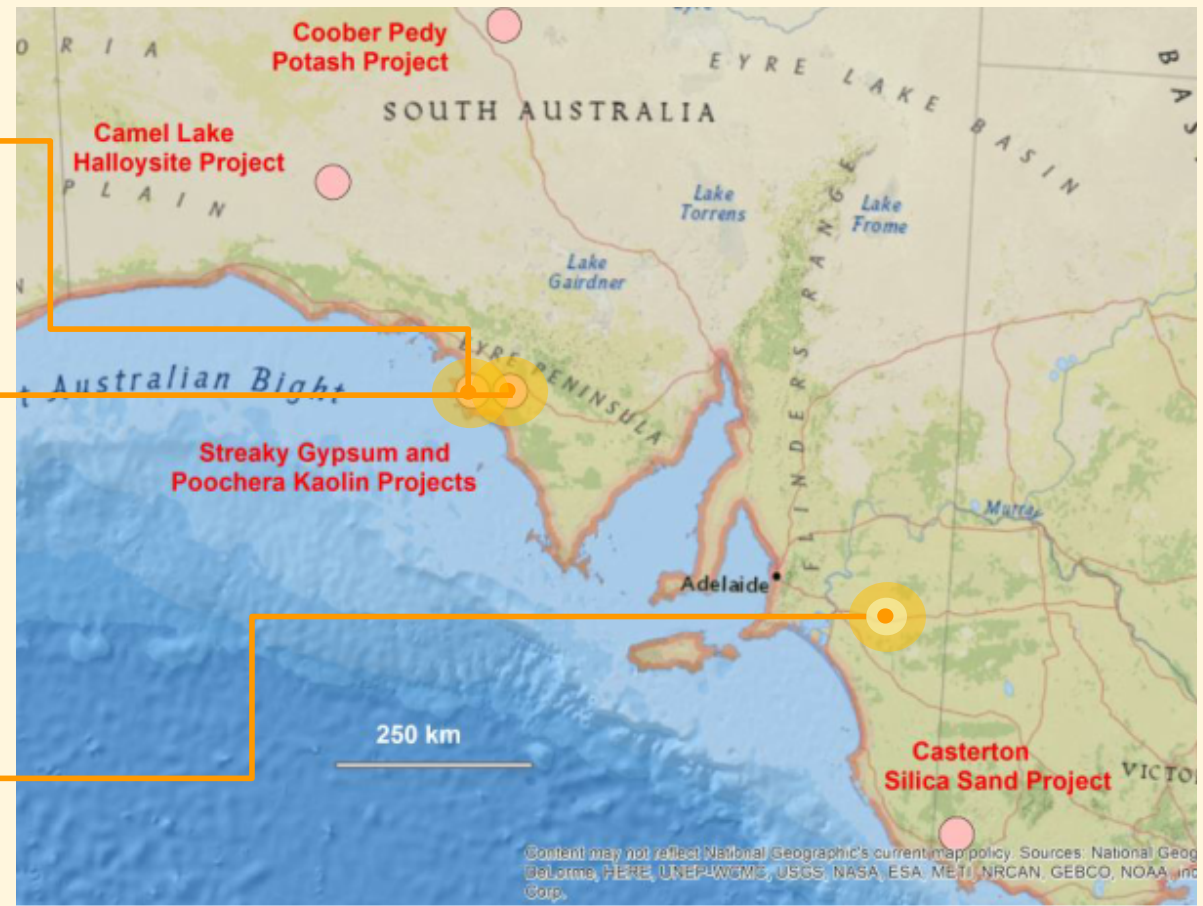 Coober Pedy
Potash Project
O R I A
EYRE LAKE BASIN
SOUTH AUSTRALIA
Camel Lake
Halloysite Project
PLAIN
Lake
Torrens
Lake
Frome
Lake
Gairdner
FLINDERS RANGE
EYRE PENINSULA
t Australian Bight
Streaky Gypsum and
Poochera Kaolin Projects
Murray
Adelaide
250 km
Casterton
Silica Sand Project
VICTO
Content may not reflect National Geographic's current map policy. Sources: National Geog
DeLorme, HERE, UNEP-WCMC, USGS, NASA, ESA, METI, NRCAN, GEBCO, NOAA, inc
Corp.